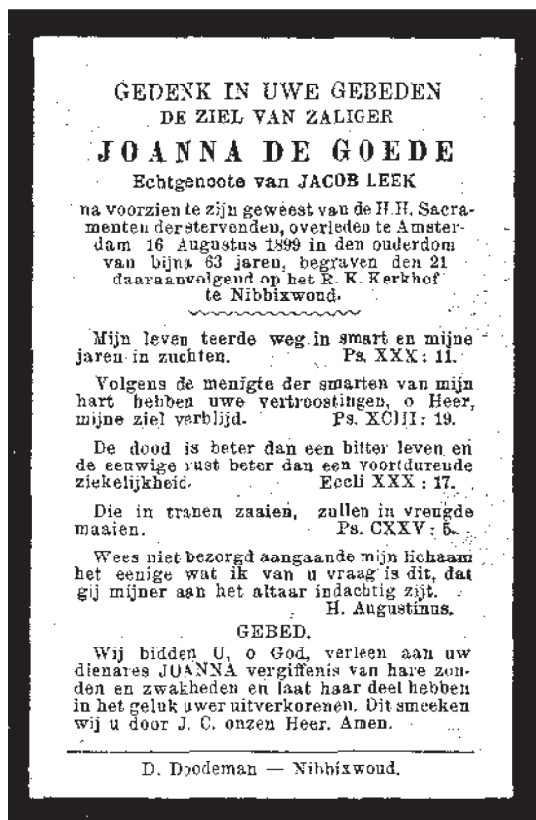 GEDENK IN UWE GEBEDEN
DE ZIEL VAN ZALIGER
JOANNA DE GOEDE
Echtgenoote van JACOB LEEK
na voorzien te zijn geweest van de H.H. Sacra-
menten der stervenden, overleden te Amster-
dam 16 Augustus 1899 in den ouderdom
van bijna 63 jaren, begraven den 21
daaraanvolgend op het R. K. Kerkhof
te Nibbixwoud.
Mijn leven teerde weg in smart en mijne
jaren in zuchten. Ps. XXX: 11.
Volgens de menigte der smarten van mijn
hart hebben uwe vertroostingen, o Heer,
mijne ziel verblijd. Ps. XCIII: 19.
De dood is beter dan een bitter leven en
de eeuwige rust beter dan een voortdurende
ziekelijkheid. Eccli XXX : 17.
Die in tranen zaaien, zullen in vreugde
maaien. Ps. CXXV : 5.
Wees niet bezorgd aangaande mijn lichaam
het eenige wat ik van u vraag is dit, dat
gij mijner aan het altaar indachtig zijt.
H. Augustinus.
GEBED.
Wij bidden U, o God, verleen aan uw
dienares JOANNA vergiffenis van hare zon-
den en zwakheden en laat haar deel hebben
in het geluk uwer uitverkorenen. Dit smeeken
wij u door J. C. onzen Heer. Amen.
D. Doodeman — Nibbixwoud.